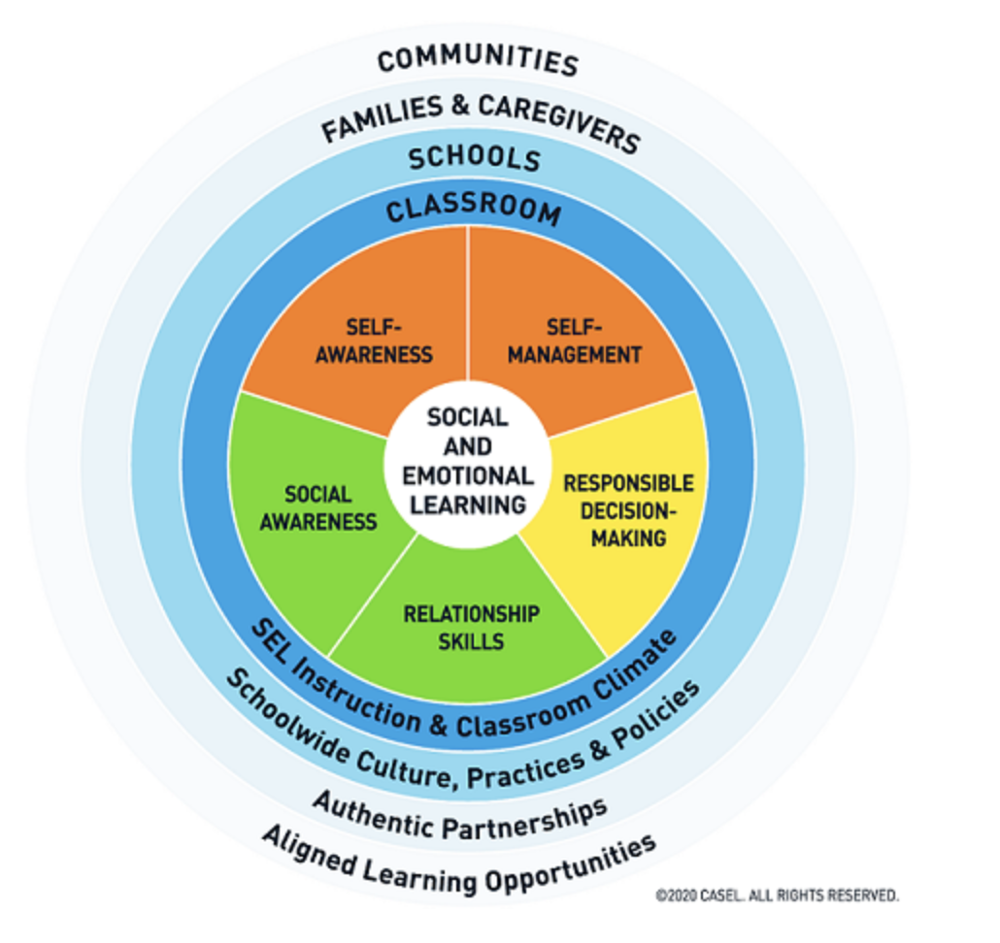 COMMUNITIES
FAMILIES & CAREGIVERS
SCHOOLS
CLASSROOM
SELF-
AWARENESS
SELF-
MANAGEMENT
SOCIAL
AND
EMOTIONAL
LEARNING
SOCIAL
AWARENESS
RESPONSIBLE
DECISION-
MAKING
RELATIONSHIP
SKILLS
SEL Instruction & Classroom Climate
Schoolwide Culture, Practices & Policies
Authentic Partnerships
Aligned Learning Opportunities
©2020 CASEL. ALL RIGHTS RESERVED.